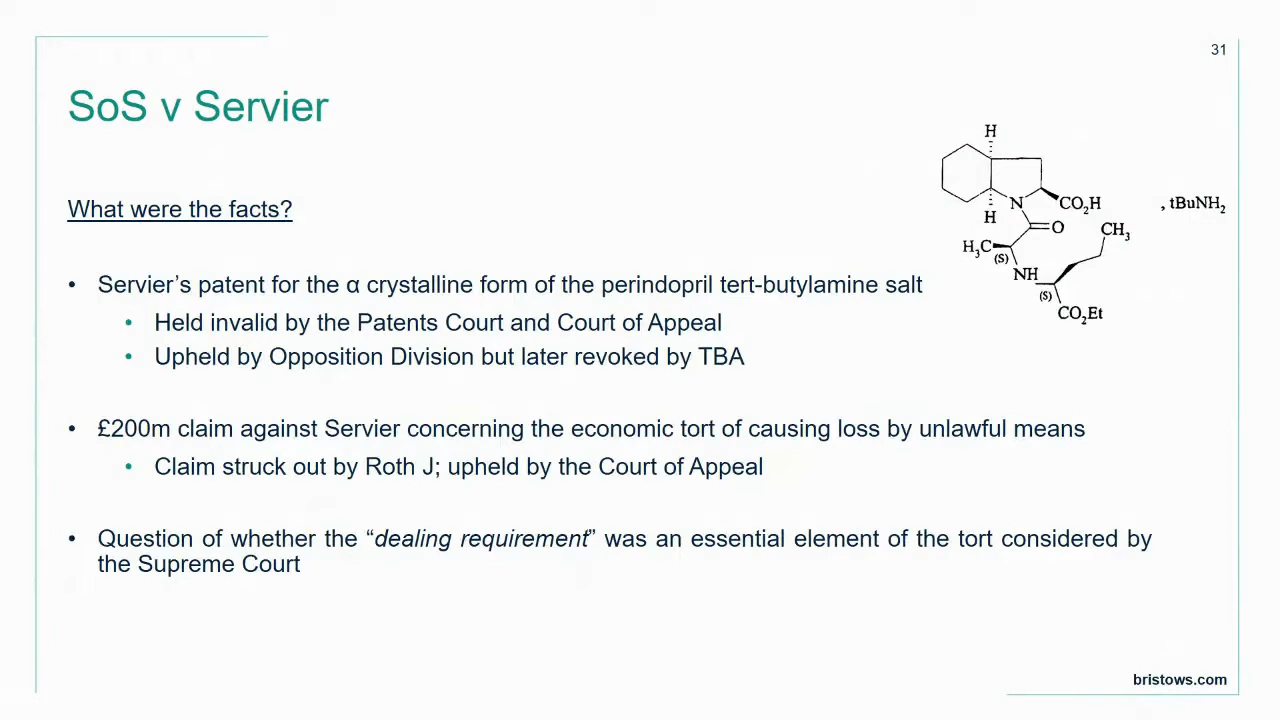 31
SoS v Servier
What were the facts?
• Servier’s patent for the α crystalline form of the perindopril tert-butylamine salt
• Held invalid by the Patents Court and Court of Appeal
• Upheld by Opposition Division but later revoked by TBA
• £200m claim against Servier concerning the economic tort of causing loss by unlawful means
• Claim struck out by Roth J; upheld by the Court of Appeal
• Question of whether the “dealing requirement” was an essential element of the tort considered by
the Supreme Court
H
N
CO₂H
, tBuNH₂
H
O
CH₃
H₃C
(S)
NH
(S)
CO₂Et
bristows.com